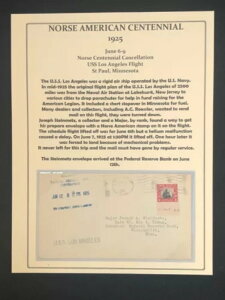 NORSE AMERICAN CENTENNIAL
1925
June 6-9
Norse Centennial Cancellation
USS Los Angeles Flight
St Paul, Minnesota
The U.S.S. Los Angeles was a rigid air ship operated by the U.S. Navy.
In mid-1925 the original flight plan of the U.S.S. Los Angeles of 2500
miles was from the Naval Air Station at Lakehurst, New Jersey to
various cities to drop parachutes for help in fund raising for the
American Legion. It included a short stopover in Minnesota for fuel.
Many dealers and collectors, including A.C. Roessler, wanted to send
mail on this flight, they were turned down.
Joseph Steinmetz, a collector and a Major, by rank, found a way to get
his prepare envelope with a Norse American stamp on it on the flight.
The schedule flight lifted off was for June 6th but a helium malfunction
caused a delay. On June 7, 1925 at 1:30PM it lifted off. One hour later it
was forced to land because of mechanical problems.
It never left for this trip and the mail must have gone by regular service.
The Steinmetz envelope arrived at the Federal Reserve Bank on June
12th.
U.S.S. LOS ANGELES
Major Joseph A. Steinmetz,